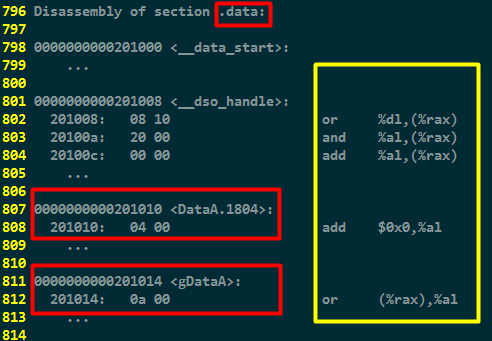 796 Disassembly of section .data:
797
798 0000000000201000 <__data_start>:
799     ...
800
801 0000000000201008 <__dso_handle>:
802   201008:   08 10                   or     %dl,(%rax)
803   20100a:   20 00                   and    %al,(%rax)
804   20100c:   00 00                   add    %al,(%rax)
805     ...
806
807 0000000000201010 <DataA.1804>:
808   201010:   04 00                   add    $0x0,%al
809     ...
810
811 0000000000201014 <gDataA>:
812   201014:   0a 00                   or     (%rax),%al
813     ...
814